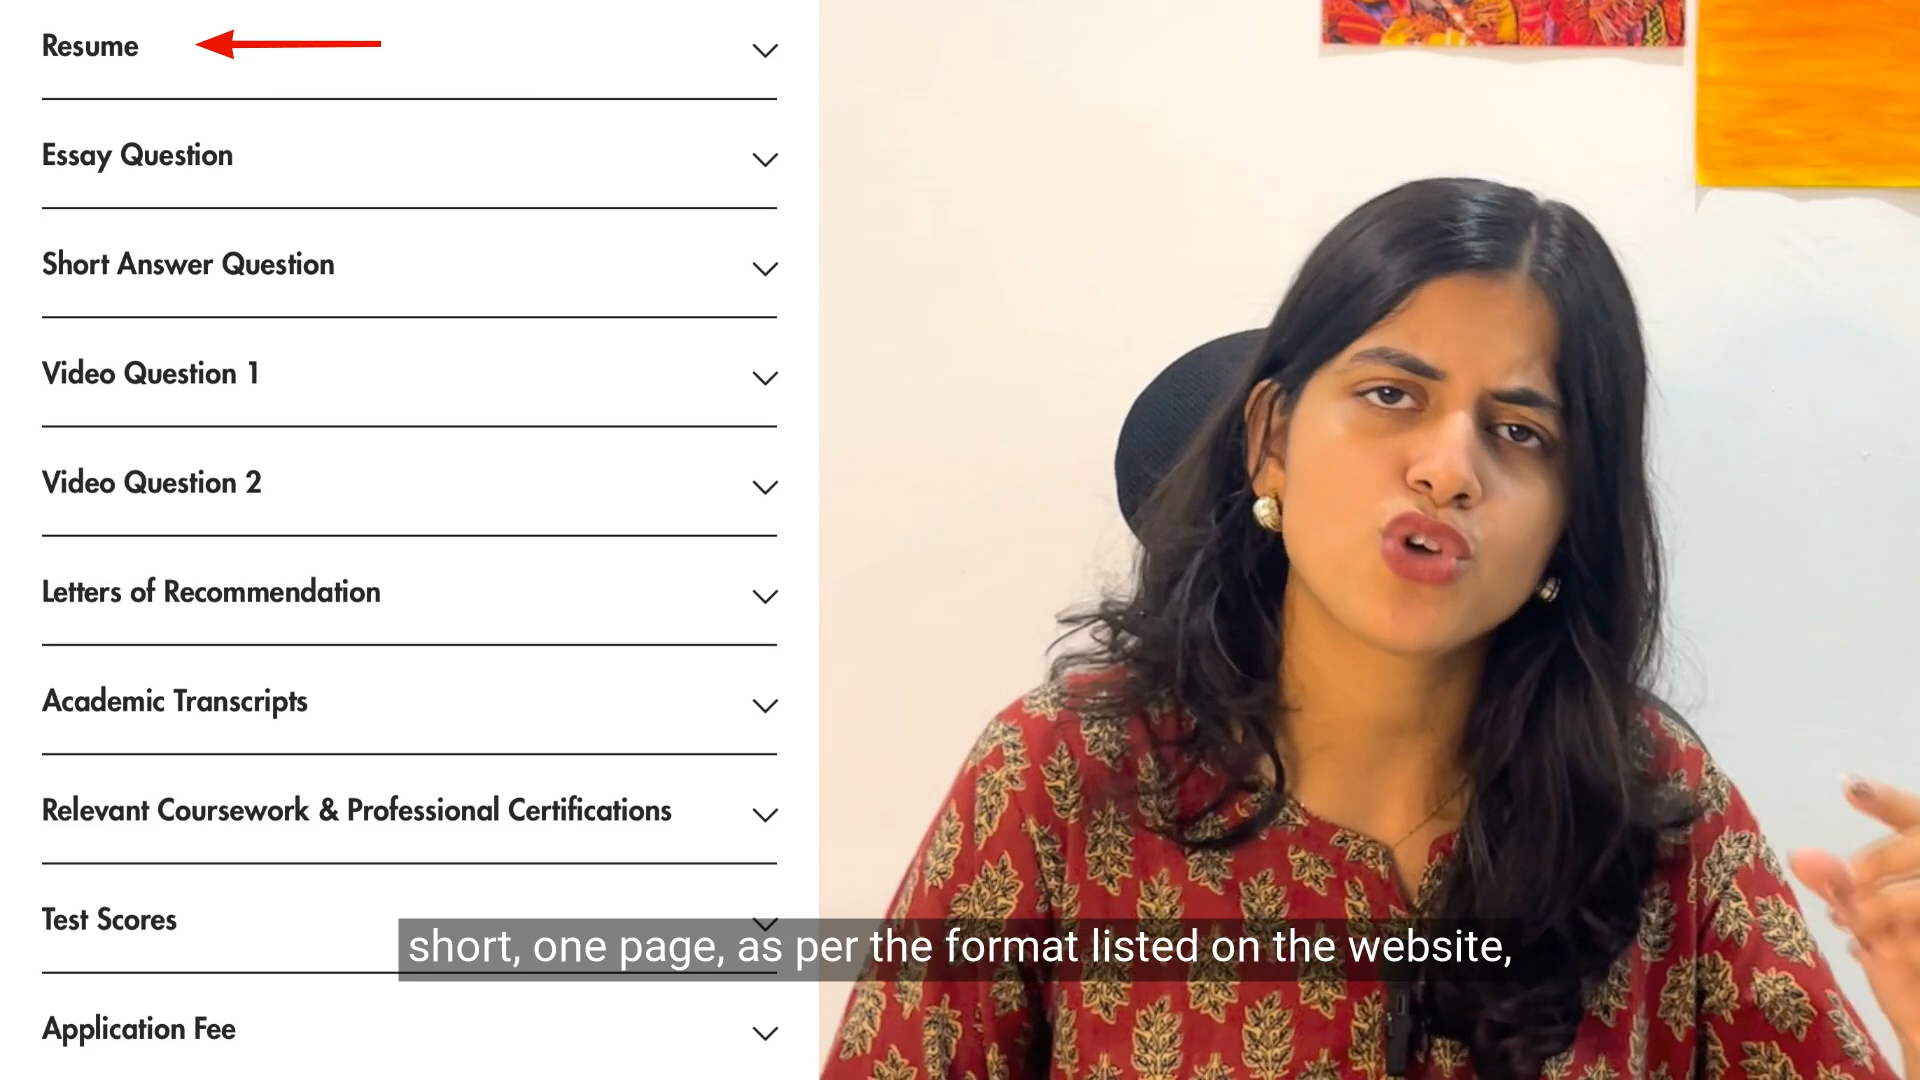 Resume
Essay Question
Short Answer Question
Video Question 1
Video Question 2
Letters of Recommendation
Academic Transcripts
Relevant Coursework & Professional Certifications
Test Scores
short, one page, as per the format listed on the website,
Application Fee